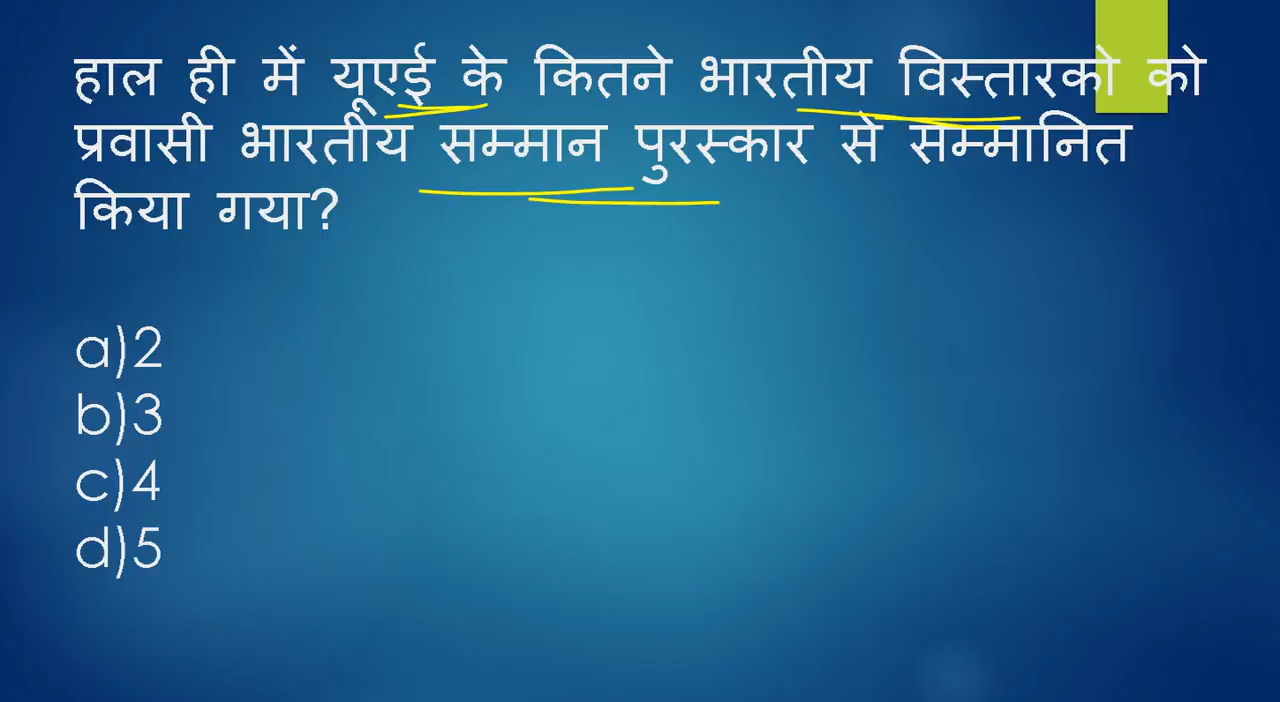 हाल ही में यूएई के कितने भारतीय विस्तारको को
प्रवासी भारतीय सम्मान पुरस्कार से सम्मानित
किया गया?
a)2
b)3
c)4
d)5